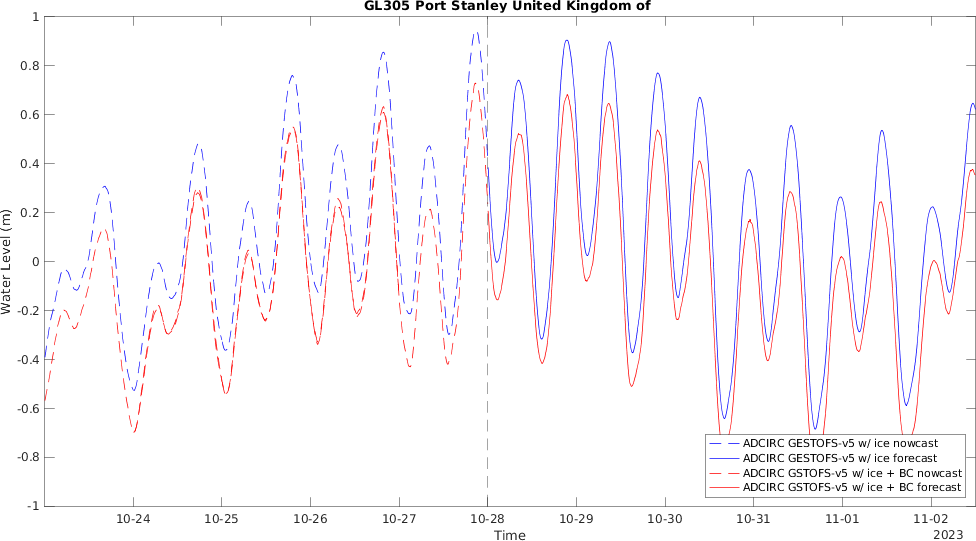 GL305 Port Stanley United Kingdom of
1
0.8
0.6
0.4
0.2
0
-0.2
-0.4
-0.6
-0.8
-1
Water Level (m)
10-24 10-25 10-26 10-27 10-28 10-29 10-30 10-31 11-01 11-02
Time
2023
ADCIRC GESTOFS-v5 w/ ice nowcast
ADCIRC GESTOFS-v5 w/ ice forecast
ADCIRC GSTOFS-v5 w/ ice + BC nowcast
ADCIRC GSTOFS-v5 w/ ice + BC forecast